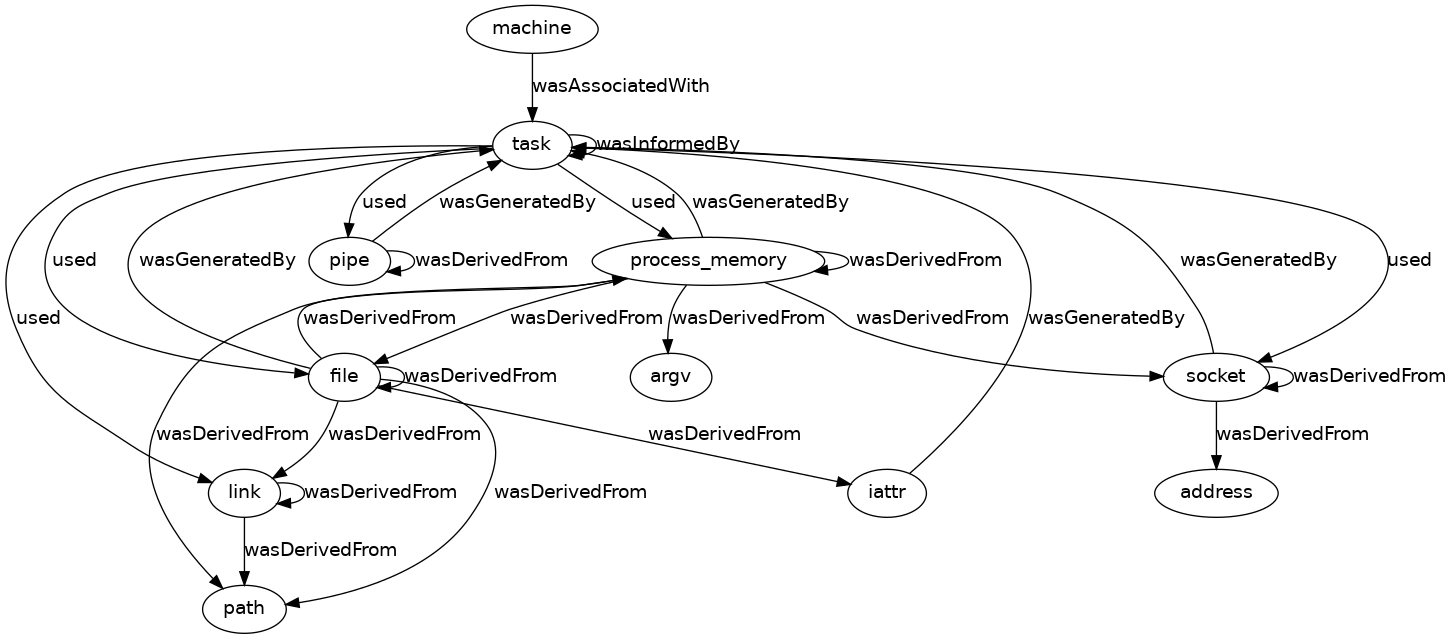 machine
wasAssociatedWith
task
wasInformedBy
used
wasGeneratedBy
used
wasGeneratedBy
used
wasGeneratedBy
pipe
wasDerivedFrom
process_memory
wasDerivedFrom
wasGeneratedBy
used
used
wasDerivedFrom
wasDerivedFrom
wasDerivedFrom
wasDerivedFrom
wasGeneratedBy
file
wasDerivedFrom
argv
socket
wasDerivedFrom
wasDerivedFrom
wasDerivedFrom
wasDerivedFrom
wasDerivedFrom
link
wasDerivedFrom
wasDerivedFrom
iattr
address
wasDerivedFrom
path